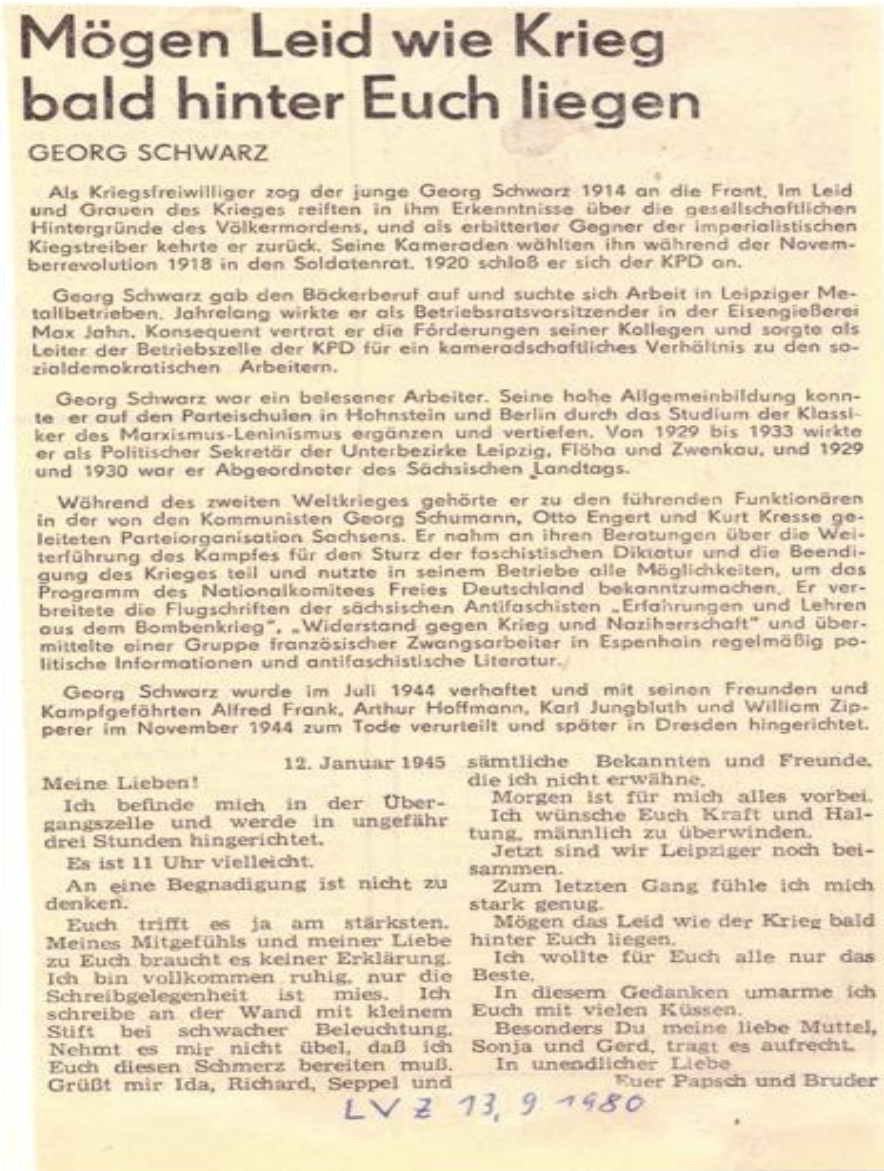 Mögen Leid wie Krieg
bald hinter Euch liegen
GEORG SCHWARZ
Als Kriegsfreiwilliger zog der junge Georg Schwarz 1914 an die Front. Im Leid
und Grauen des Krieges reiften in ihm Erkenntnisse über die gesellschaftlichen
Hintergründe des Völkermordens, und als erbitterter Gegner der imperialistischen
Kiegstreiber kehrte er zurück. Seine Kameraden wählten ihn während der Novem-
berrevolution 1918 in den Soldatenrat. 1920 schloß er sich der KPD an.
Georg Schwarz gab den Bäckerberuf auf und suchte sich Arbeit in Leipziger Me-
tallbetrieben. Jahrelang wirkte er als Betriebsratsvorsitzender in der Eisengießerei
Max Jahn. Konsequent vertrat er die Förderungen seiner Kollegen und sorgte als
Leiter der Betriebszelle der KPD für ein kameradschaftliches Verhältnis zu den so-
zialdemokratischen Arbeitern.
Georg Schwarz war ein belesener Arbeiter. Seine hohe Allgemeinbildung konn-
te er auf den Parteischulen in Hohnstein und Berlin durch das Studium der Klassi-
ker des Marxismus-Leninismus ergänzen und vertiefen. Von 1929 bis 1933 wirkte
er als Politischer Sekretär der Unterbezirke Leipzig, Flöha und Zwenkau, und 1929
und 1930 war er Abgeordneter des Sächsischen Landtags.
Während des zweiten Weltkrieges gehörte er zu den führenden Funktionären
in der von den Kommunisten Georg Schumann, Otto Engert und Kurt Kresse ge-
leiteten Parteiorganisation Sachsens. Er nahm an ihren Beratungen über die Wei-
terführung des Kampfes für den Sturz der faschistischen Diktatur und die Beendi-
gung des Krieges teil und nutzte in seinem Betriebe alle Möglichkeiten, um das
Programm des Nationalkomitees Freies Deutschland bekanntzumachen. Er ver-
breitete die Flugschriften der sächsischen Antifaschisten „Erfahrungen und Lehren
aus dem Bombenkrieg", „Widerstand gegen Krieg und Naziherrschaft" und über-
mittelte einer Gruppe französischer Zwangsarbeiter in Espenhain regelmäßig po-
litische Informationen und antifaschistische Literatur.
Georg Schwarz wurde im Juli 1944 verhaftet und mit seinen Freunden und
Kampfgefährten Alfred Frank, Arthur Hoffmann, Karl Jungbluth und William Zip-
perer im November 1944 zum Tode verurteilt und später in Dresden hingerichtet.
12. Januar 1945
Meine Lieben!
Ich befinde mich in der Über-
gangszelle und werde in ungefähr
drei Stunden hingerichtet.
Es ist 11 Uhr vielleicht.
An eine Begnadigung ist nicht zu
denken.
Euch trifft es ja am stärksten.
Meines Mitgefühls und meiner Liebe
zu Euch braucht es keiner Erklärung.
Ich bin vollkommen ruhig, nur die
Schreibgelegenheit ist mies. Ich
schreibe an der Wand mit kleinem
Stift bei schwacher Beleuchtung.
Nehmt es mir nicht übel, daß ich
Euch diesen Schmerz bereiten muß.
Grüßt mir Ida, Richard, Seppel und
sämtliche Bekannten und Freunde,
die ich nicht erwähne.
Morgen ist für mich alles vorbei.
Ich wünsche Euch Kraft und Hal-
tung, männlich zu überwinden.
Jetzt sind wir Leipziger noch bei-
sammen.
Zum letzten Gang fühle ich mich
stark genug.
Mögen das Leid wie der Krieg bald
hinter Euch liegen.
Ich wollte für Euch alle nur das
Beste.
In diesem Gedanken umarme ich
Euch mit vielen Küssen.
Besonders Du meine liebe Muttel,
Sonja und Gerd, tragt es aufrecht.
In unendlicher Liebe
Euer Papsch und Bruder
LVZ 13.9 1980